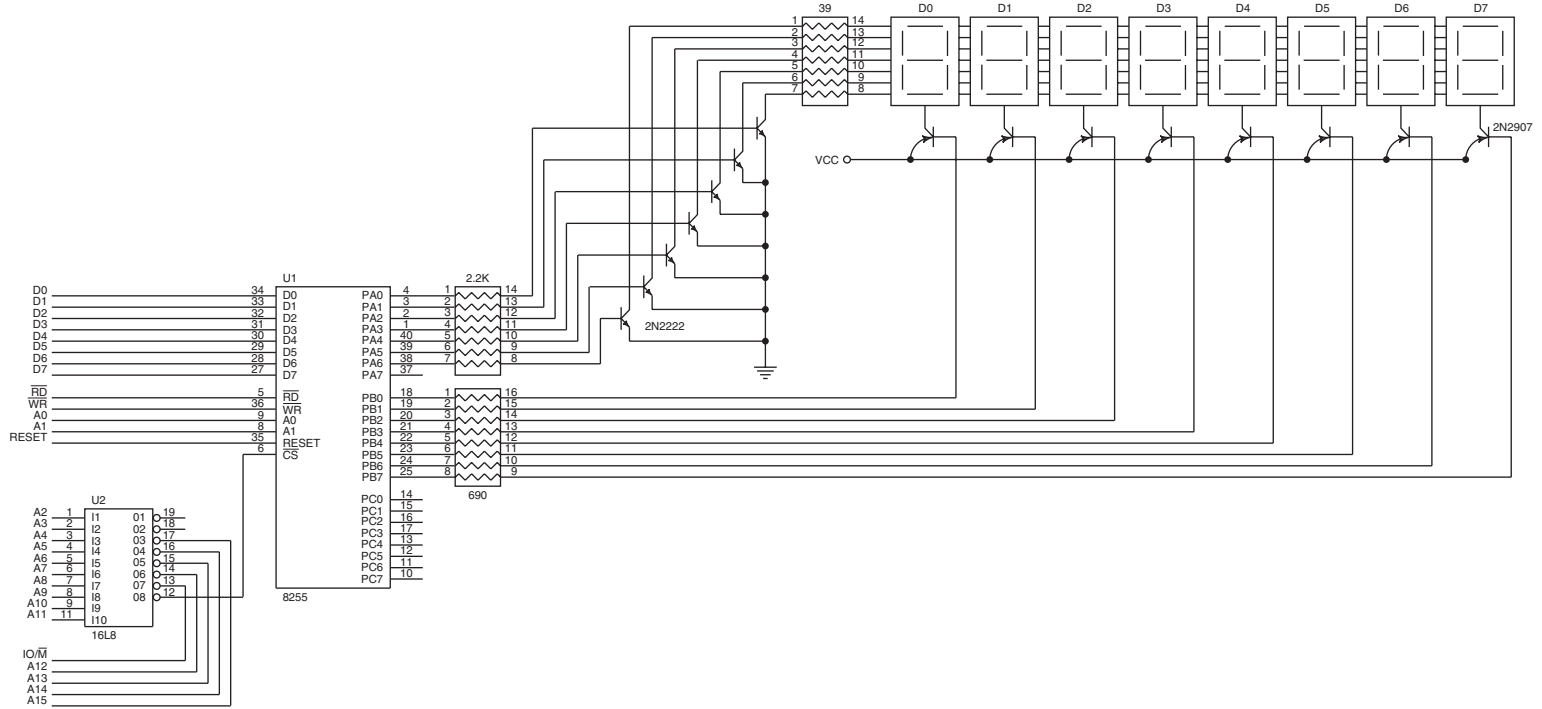 39 D0 D1 D2 D3 D4 D5 D6 D7
1 14
2 13
3 12
4 11
5 10
6 9
7 8
2N2907
VCC
U1 2.2K
D0 34 D0 PA0 4 1 14
D1 33 D1 PA1 3 2 13
D2 32 D2 PA2 2 3 12
D3 31 D3 PA3 1 4 11
D4 30 D4 PA4 40 5 10
D5 29 D5 PA5 39 6 9
D6 28 D6 PA6 38 7 8
D7 27 D7 PA7 37
2N2222
RD 5 RD PB0 18 1 16
WR 36 WR PB1 19 2 15
A0 9 A0 PB2 20 3 14
A1 8 A1 PB3 21 4 13
RESET 35 RESET PB4 22 5 12
6 CS PB5 23 6 11
PB6 24 7 10
PB7 25 8 9
690
PC0 14
PC1 15
PC2 16
PC3 17
PC4 13
PC5 12
PC6 11
PC7 10
8255
U2
A2 1 I1 01 19
A3 2 I2 02 18
A4 3 I3 03 17
A5 4 I4 04 16
A6 5 I5 05 15
A7 6 I6 06 14
A8 7 I7 07 13
A9 8 I8 08 12
A10 9 I9
A11 11 I10
16L8
IO/M
A12
A13
A14
A15